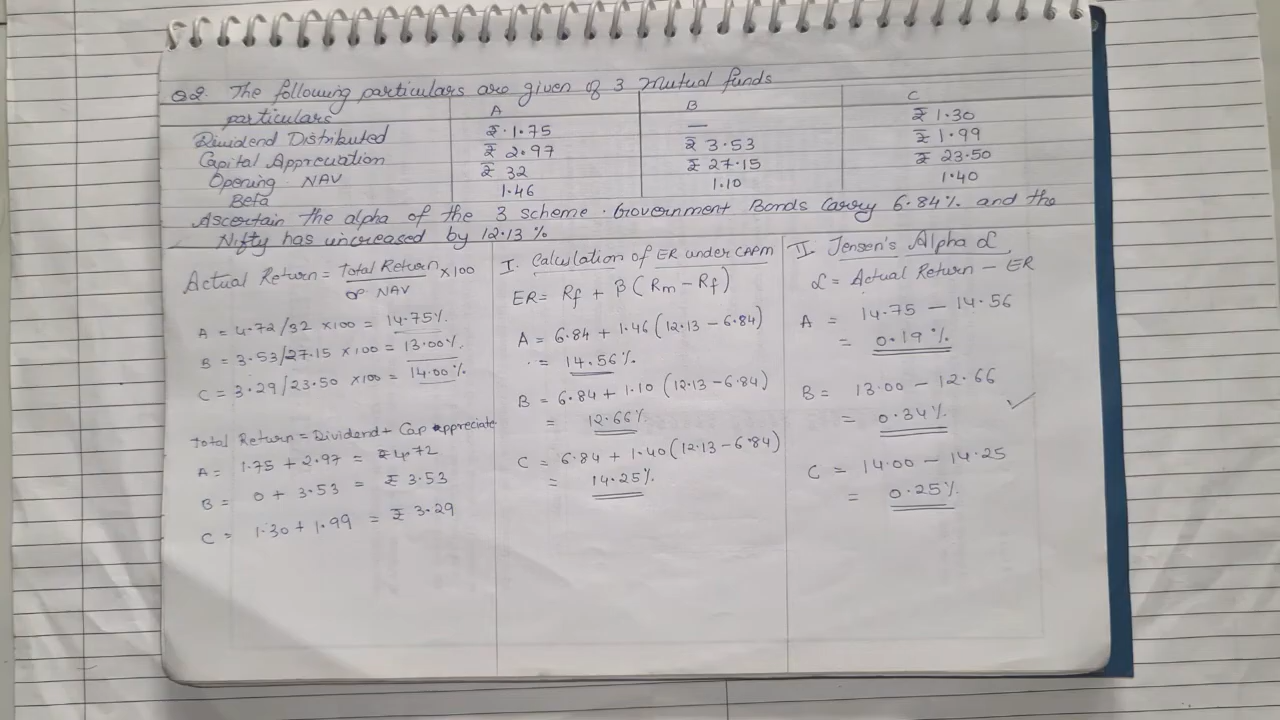 Q2. The following particulars are given of 3 Mutual funds
particulars A B C
Dividend Distributed ₹ 1.75 — ₹ 1.30
Capital Appreciation ₹ 2.97 ₹ 3.53 ₹ 1.99
Opening NAV ₹ 32 ₹ 27.15 ₹ 23.50
Beta 1.46 1.10 1.40
Ascertain the alpha of the 3 scheme. Government Bonds carry 6.84% and the
Nifty has increased by 12.13%
Actual Return = Total Return / OP NAV × 100
A = 4.72/32 ×100 = 14.75%
B = 3.53/27.15 ×100 = 13.00%
C = 3.29/23.50 ×100 = 14.00%
Total Return = Dividend + Cap Appreciate
A = 1.75 + 2.97 = ₹ 4.72
B = 0 + 3.53 = ₹ 3.53
C = 1.30 + 1.99 = ₹ 3.29
I. Calculation of ER under CAPM
ER = Rf + β (Rm – Rf)
A = 6.84 + 1.46 (12.13 – 6.84)
= 14.56%
B = 6.84 + 1.10 (12.13 – 6.84)
= 12.66%
C = 6.84 + 1.40 (12.13 – 6.84)
= 14.25%
II Jensen's Alpha α
α = Actual Return – ER
A = 14.75 – 14.56
= 0.19%
B = 13.00 – 12.66
= 0.34%
C = 14.00 – 14.25
= 0.25%